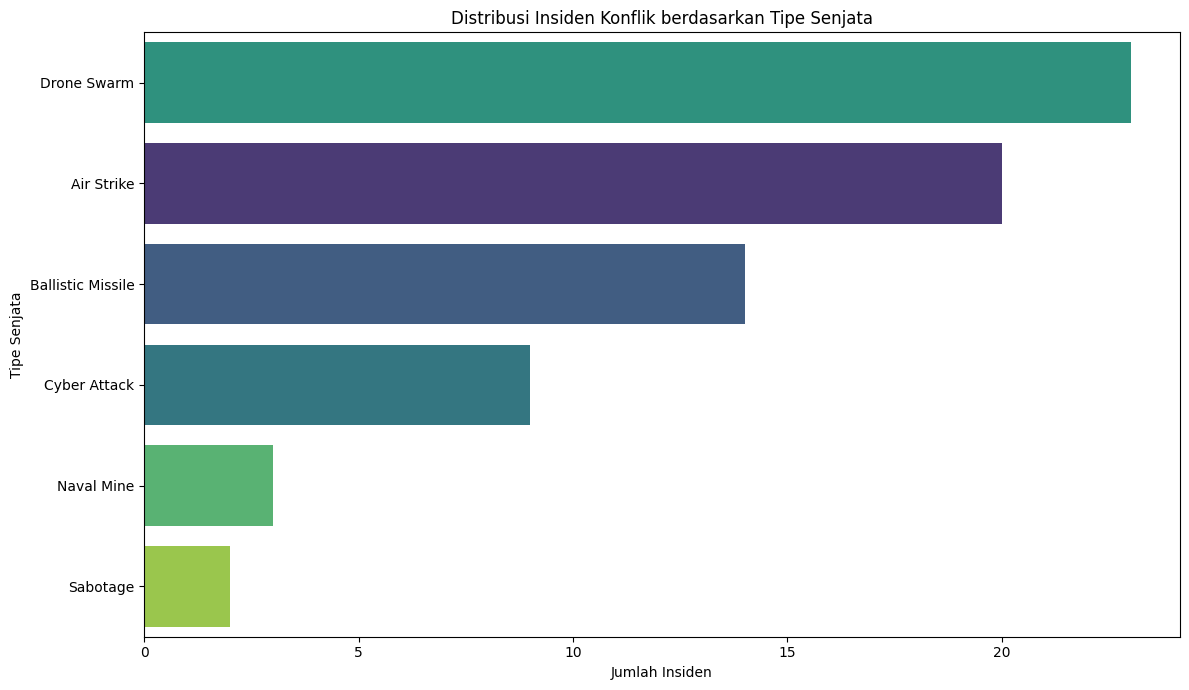 Distribusi Insiden Konflik berdasarkan Tipe Senjata
Tipe Senjata
Drone Swarm
Air Strike
Ballistic Missile
Cyber Attack
Naval Mine
Sabotage
0 5 10 15 20
Jumlah Insiden